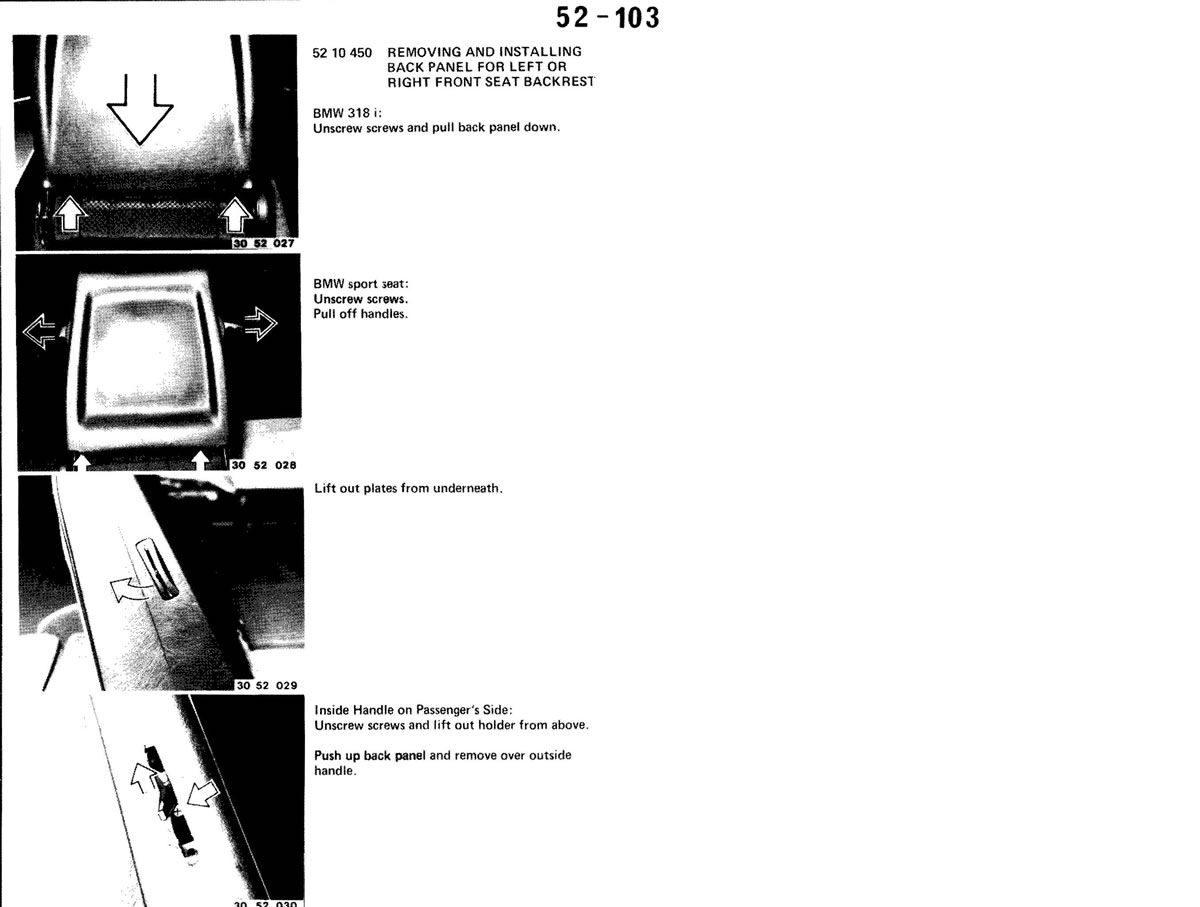 52 - 103
52 10 450 REMOVING AND INSTALLING
BACK PANEL FOR LEFT OR
RIGHT FRONT SEAT BACKREST
BMW 318 i:
Unscrew screws and pull back panel down.
30 52 027
BMW sport seat:
Unscrew screws.
Pull off handles.
30 52 028
Lift out plates from underneath.
30 52 029
Inside Handle on Passenger's Side:
Unscrew screws and lift out holder from above.
Push up back panel and remove over outside
handle.
30 52 030